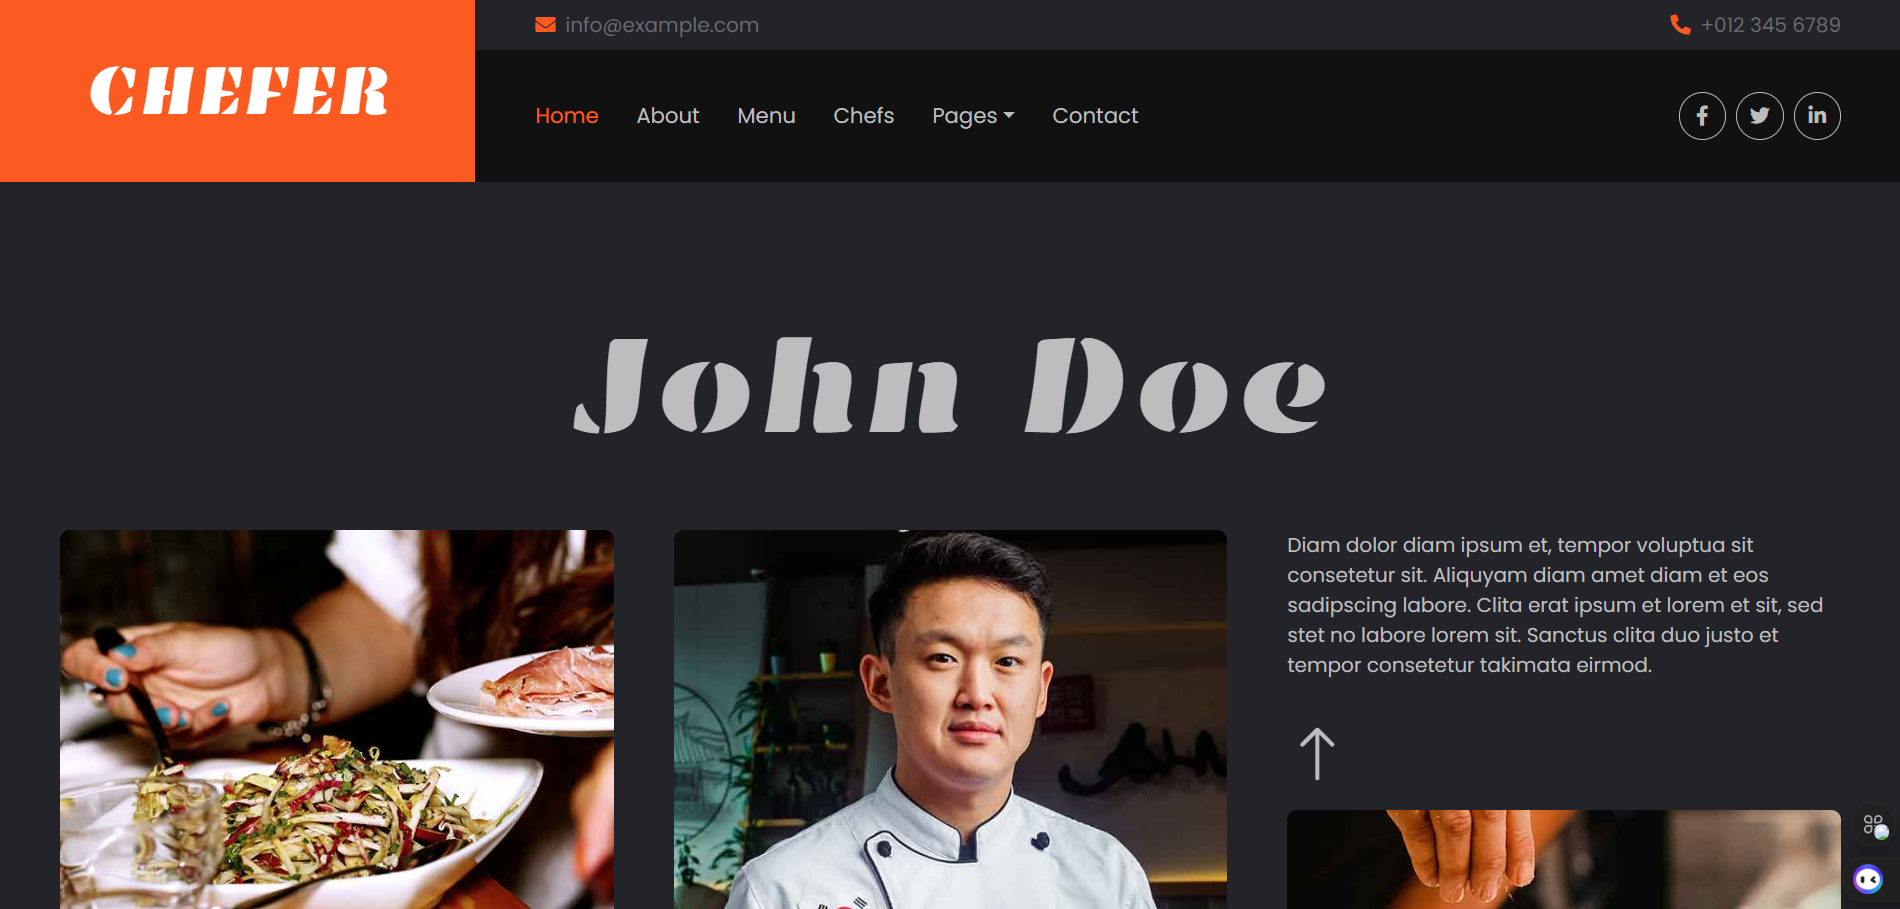 CHEFER
info@example.com
+012 345 6789
Home About Menu Chefs Pages Contact
John Doe
Diam dolor diam ipsum et, tempor voluptua sit
consetetur sit. Aliquyam diam amet diam et eos
sadipscing labore. Clita erat ipsum et lorem et sit, sed
stet no labore lorem sit. Sanctus clita duo justo et
tempor consetetur takimata eirmod.